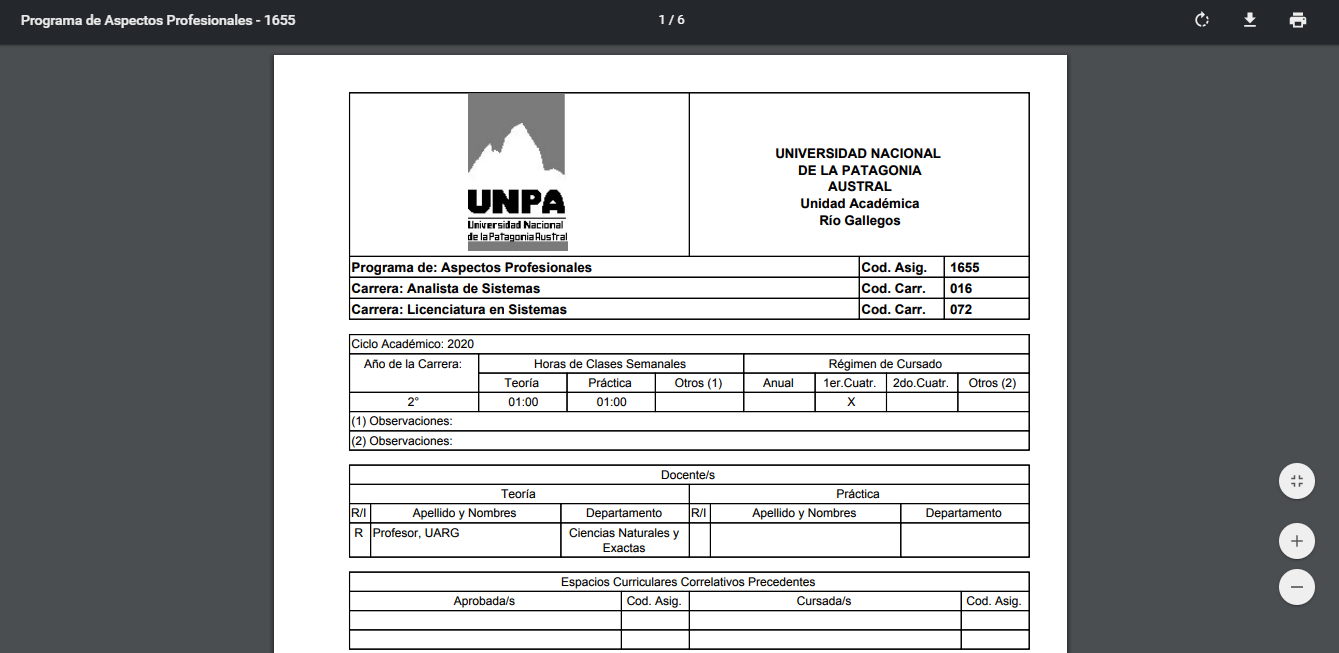 Programa de Aspectos Profesionales - 1655
1 / 6
UNPA
Universidad Nacional
de la Patagonia Austral
UNIVERSIDAD NACIONAL
DE LA PATAGONIA
AUSTRAL
Unidad Académica
Río Gallegos
Programa de: Aspectos Profesionales Cod. Asig. 1655
Carrera: Analista de Sistemas Cod. Carr. 016
Carrera: Licenciatura en Sistemas Cod. Carr. 072
Ciclo Académico: 2020
Año de la Carrera: Horas de Clases Semanales Régimen de Cursado
Teoría Práctica Otros (1) Anual 1er.Cuatr. 2do.Cuatr. Otros (2)
2° 01:00 01:00 X
(1) Observaciones:
(2) Observaciones:
Docente/s
Teoría Práctica
R/I Apellido y Nombres Departamento R/I Apellido y Nombres Departamento
R Profesor, UARG Ciencias Naturales y
Exactas
Espacios Curriculares Correlativos Precedentes
Aprobada/s Cod. Asig. Cursada/s Cod. Asig.